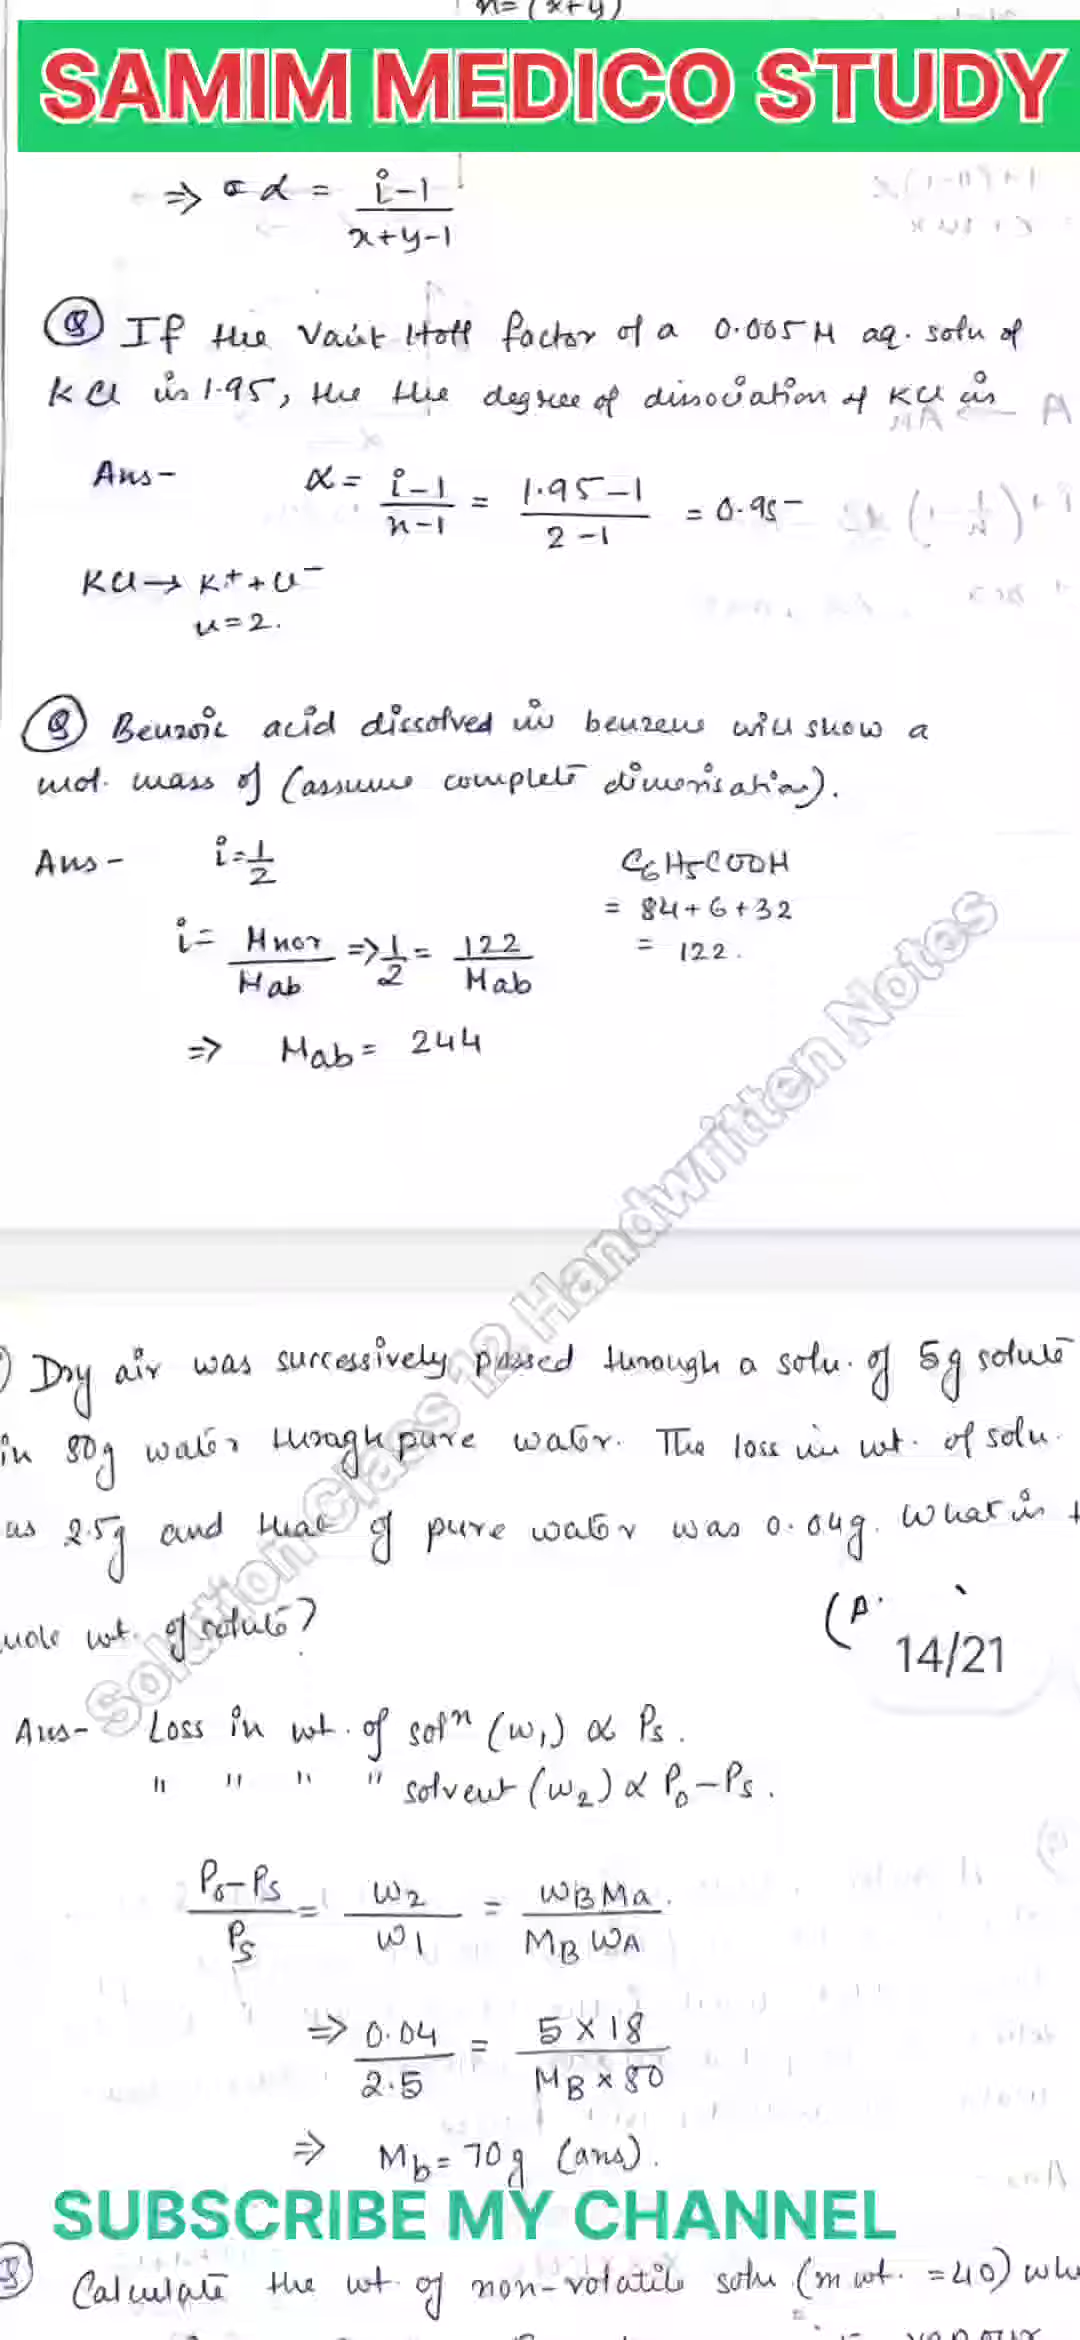 n=(x+y)
SAMIM MEDICO STUDY
⇒ α = i-1 / x+y-1
Q If the Vant Hoff factor of a 0.005 M aq. soln of
KCl is 1.95, the the degree of dissociation of KCl is
Ans- α = i-1 / n-1 = 1.95-1 / 2-1 = 0.95
KCl → K+ + Cl-
n=2.
Q Benzoic acid dissolved in benzene will show a
mol. mass of (assume complete dimerisation).
Ans- i = 1/2
C6H5COOH
= 84+6+32
= 122.
i = Mnor / Mab ⇒ 1/2 = 122 / Mab
⇒ Mab = 244
Solution Class 12 Handwritten Notes
Dry air was successively passed through a solu. of 5g solute
in 80g water through pure water. The loss in wt. of solu.
as 2.5g and that of pure water was 0.04g. What is t
wt. of solute?
(A.
14/21
Ans- Loss in wt. of solⁿ (w1) ∝ Ps.
" " " " solvent (w2) ∝ P0-Ps.
P0-Ps / Ps = w2 / w1 = WB Ma. / MB WA
⇒ 0.04 / 2.5 = 5×18 / MB×80
⇒ Mb = 70g (ans).
SUBSCRIBE MY CHANNEL
Q Calculate the wt. of non-volatile solu (m wt. =40) whe